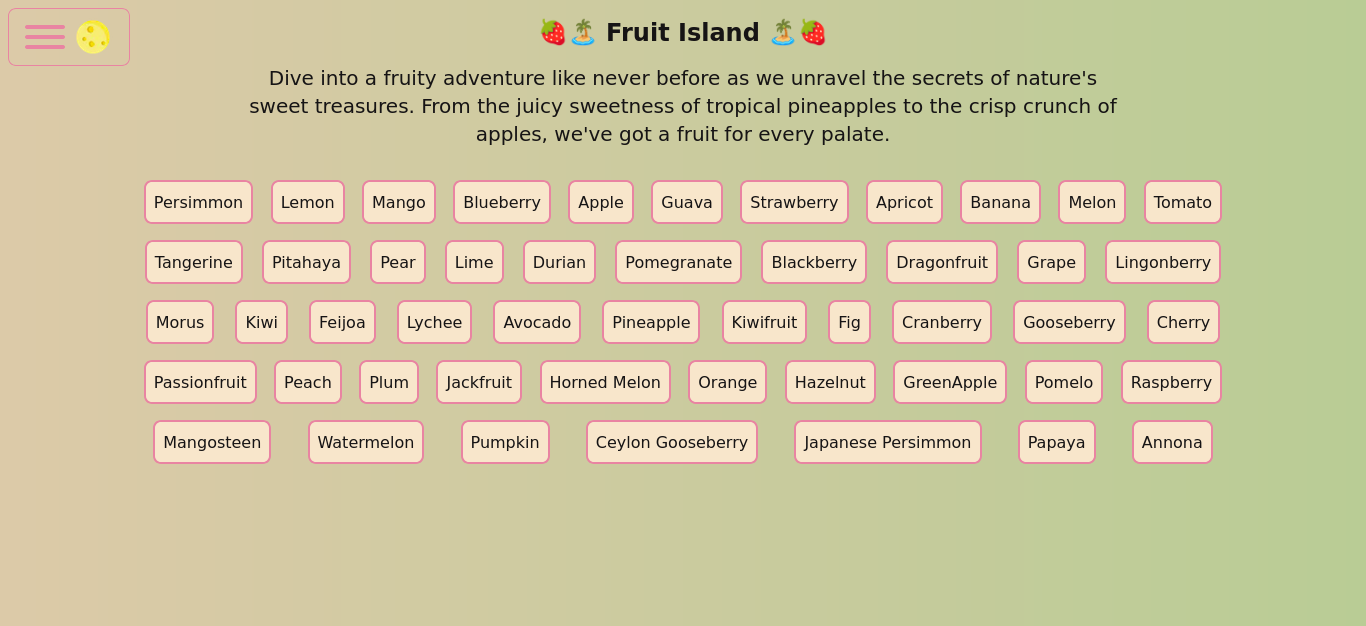 🍓🏝️ Fruit Island 🏝️🍓
Dive into a fruity adventure like never before as we unravel the secrets of nature's
sweet treasures. From the juicy sweetness of tropical pineapples to the crisp crunch of
apples, we've got a fruit for every palate.
Persimmon Lemon Mango Blueberry Apple Guava Strawberry Apricot Banana Melon Tomato
Tangerine Pitahaya Pear Lime Durian Pomegranate Blackberry Dragonfruit Grape Lingonberry
Morus Kiwi Feijoa Lychee Avocado Pineapple Kiwifruit Fig Cranberry Gooseberry Cherry
Passionfruit Peach Plum Jackfruit Horned Melon Orange Hazelnut GreenApple Pomelo Raspberry
Mangosteen Watermelon Pumpkin Ceylon Gooseberry Japanese Persimmon Papaya Annona